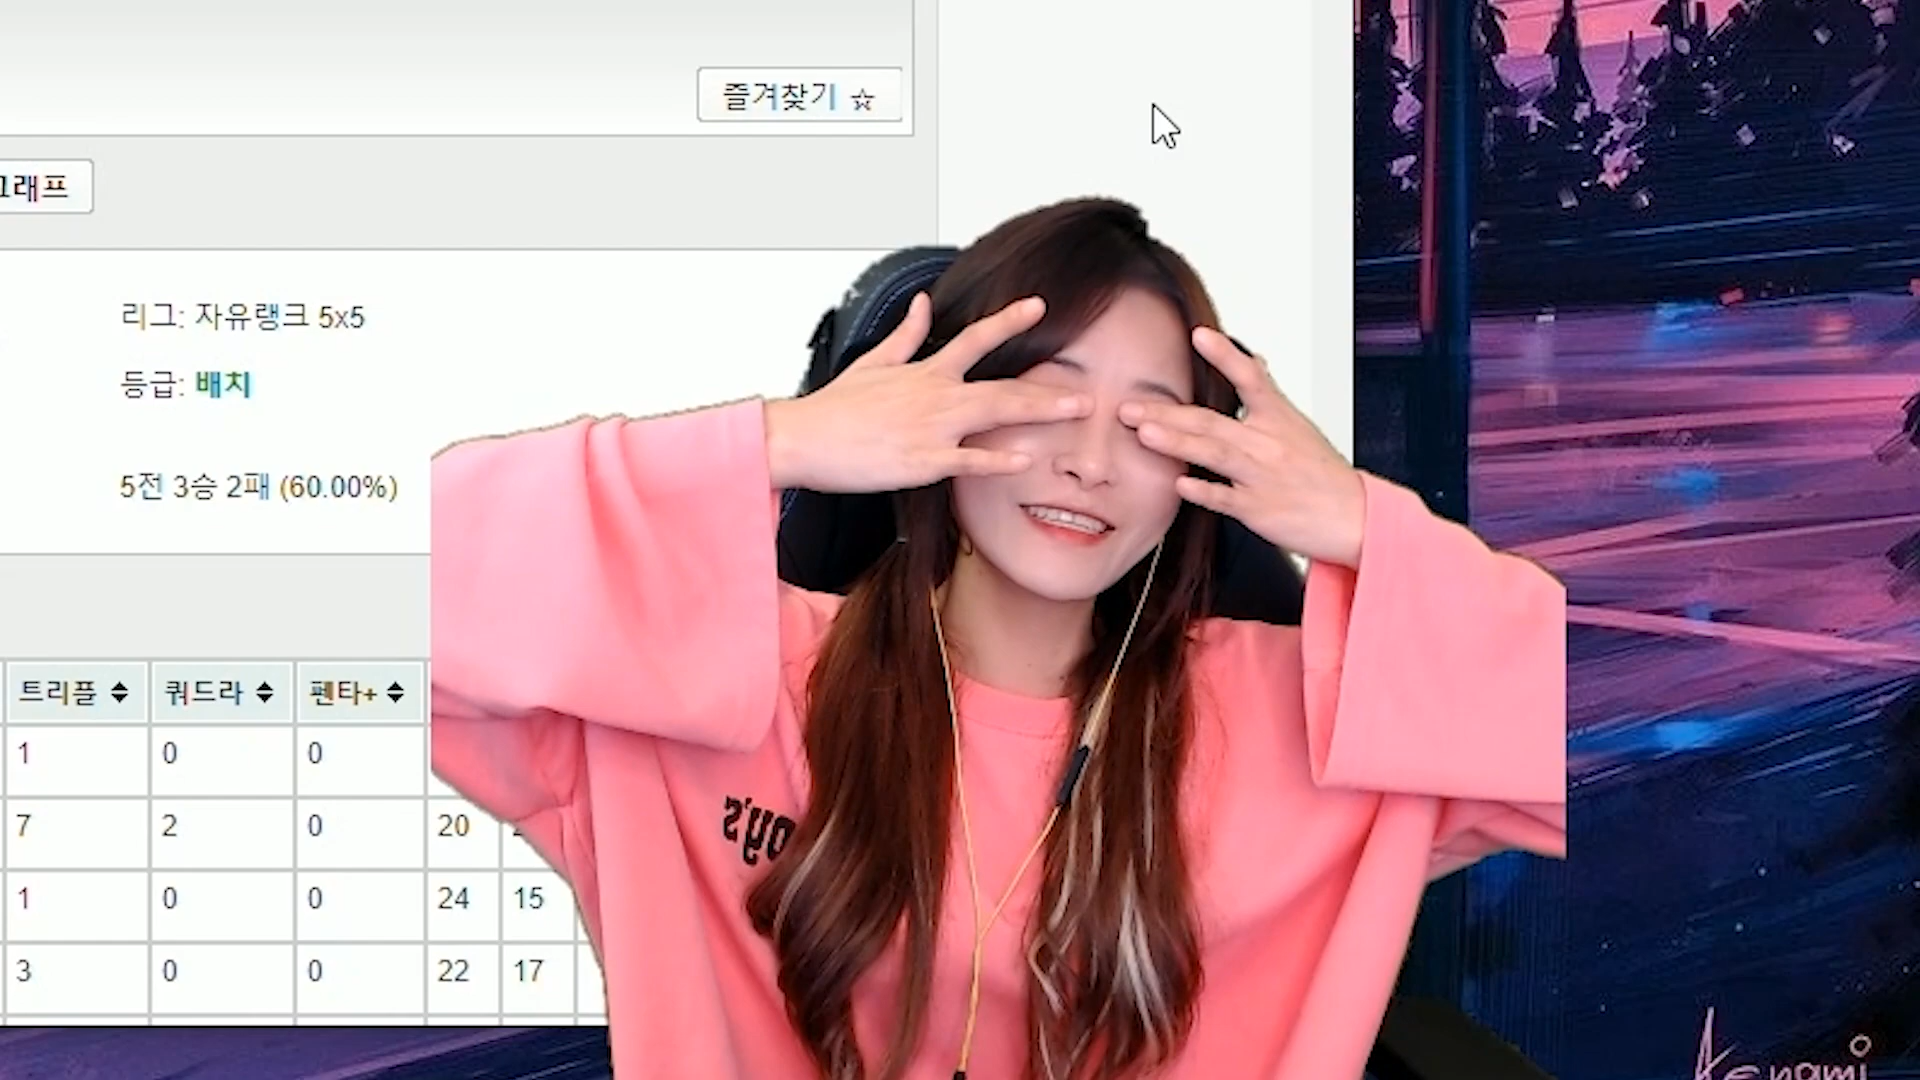 즐겨찾기 ☆
그래프
리그: 자유랭크 5x5
등급: 배치
5전 3승 2패 (60.00%)
트리플 쿼드라 펜타+
1 0 0
7 2 0 20
1 0 0 24 15
3 0 0 22 17